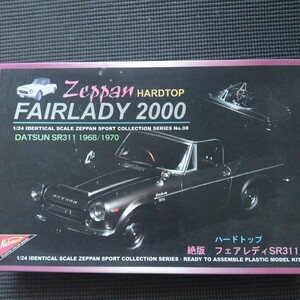 Zeppan HARDTOP
FAIRLADY 2000
1/24 IDENTICAL SCALE ZEPPAN SPORT COLLECTION SERIES No.08
DATSUN SR311 1968/1970
DATSUN
ハードトップ
絶版 フェアレディSR311
Nichimo
1/24 IDENTICAL SCALE ZEPPAN SPORT COLLECTION SERIES · READY TO ASSEMBLE PLASTIC MODEL KIT